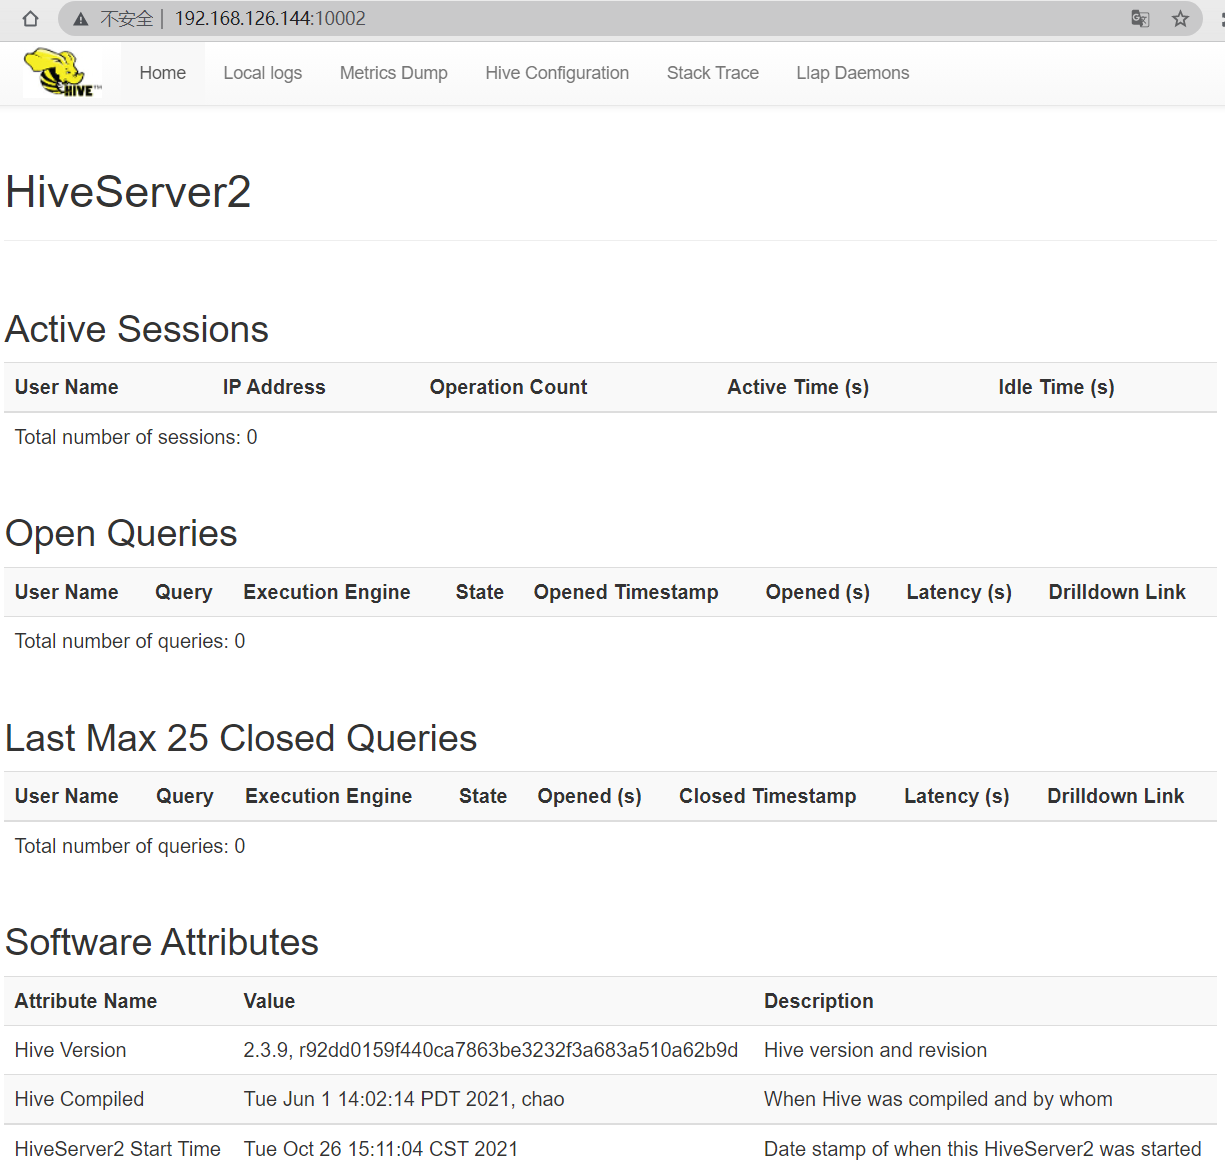 不安全 | 192.168.126.144:10002
HIVE™ Home Local logs Metrics Dump Hive Configuration Stack Trace Llap Daemons
HiveServer2
Active Sessions
User Name IP Address Operation Count Active Time (s) Idle Time (s)
Total number of sessions: 0
Open Queries
User Name Query Execution Engine State Opened Timestamp Opened (s) Latency (s) Drilldown Link
Total number of queries: 0
Last Max 25 Closed Queries
User Name Query Execution Engine State Opened (s) Closed Timestamp Latency (s) Drilldown Link
Total number of queries: 0
Software Attributes
Attribute Name Value Description
Hive Version 2.3.9, r92dd0159f440ca7863be3232f3a683a510a62b9d Hive version and revision
Hive Compiled Tue Jun 1 14:02:14 PDT 2021, chao When Hive was compiled and by whom
HiveServer2 Start Time Tue Oct 26 15:11:04 CST 2021 Date stamp of when this HiveServer2 was started